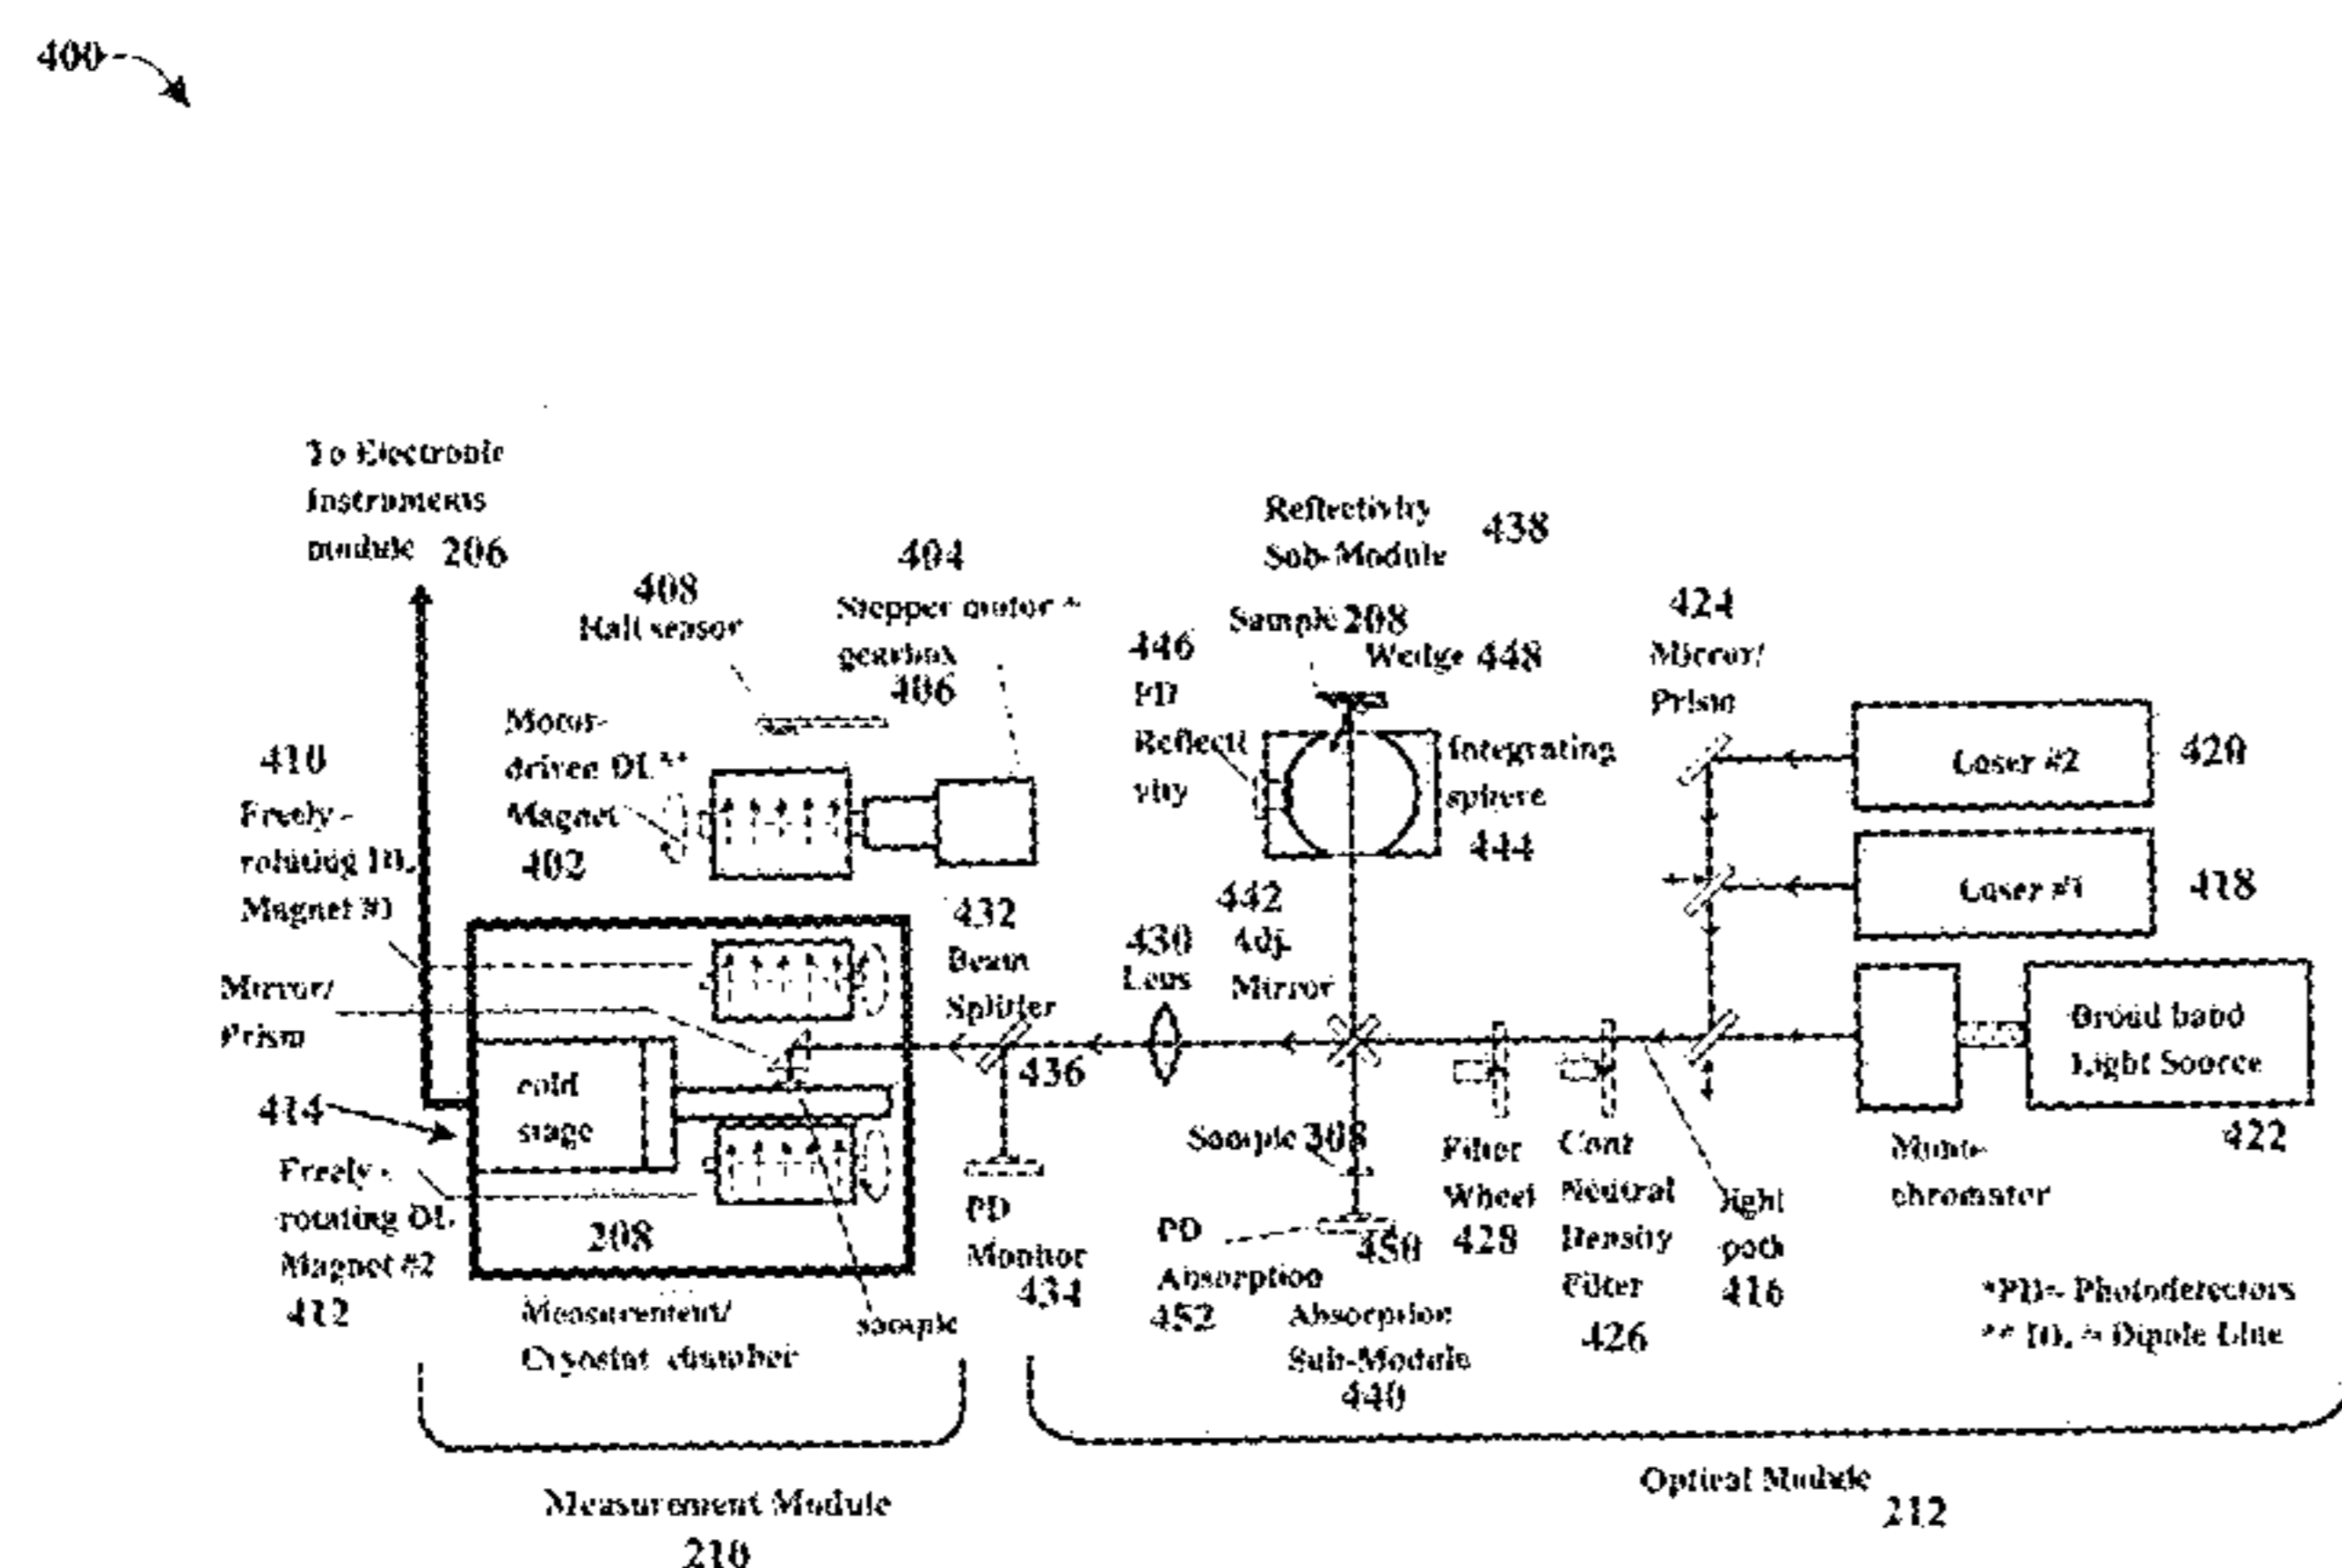 400
To Electronic
Instruments
module 206
408
Hall sensor
404
Stepper motor +
gearbox
406
Motor-
driven DL**
Magnet
402
410
Freely -
rotating DL
Magnet #1
Mirror/
Prism
414
cold
stage
Freely -
rotating DL
Magnet #2
412
208
Measurement/
Cryostat chamber
sample
432
Beam
Splitter
436
PD
Monitor
434
430
Lens
442
Adj.
Mirror
Reflectivity
Sub-Module 438
Sample 208
Wedge 448
446
PD
Reflecti
vity
Integrating
sphere
444
Sample 308
PD
Absorption
452
450
Absorption
Sub-Module
440
Filter
Wheel
428
Cont
Neutral
Density
Filter
426
light
path
416
424
Mirror/
Prism
Laser #2
420
Laser #1
418
Broad band
Light Source
422
Mono-
chromator
*PD= Photodetectors
** DL = Dipole Line
Measurement Module
210
Optical Module
212